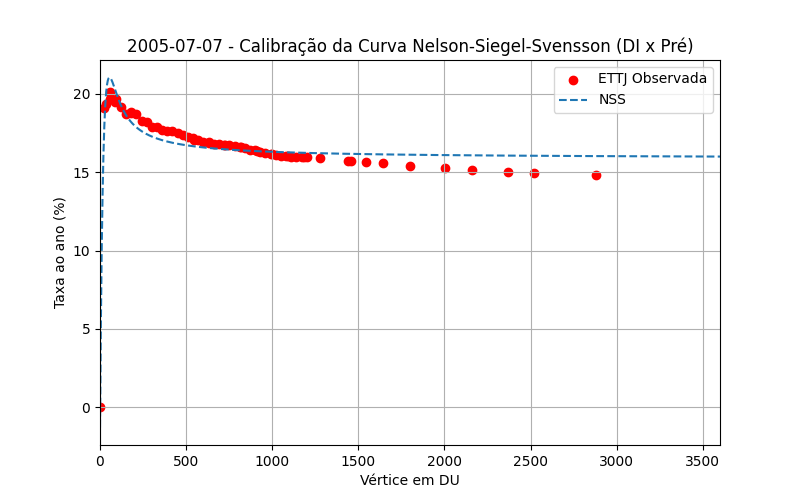 2005-07-07 - Calibração da Curva Nelson-Siegel-Svensson (DI x Pré)
ETTJ Observada
NSS
Taxa ao ano (%)
20
15
10
5
0
0 500 1000 1500 2000 2500 3000 3500
Vértice em DU